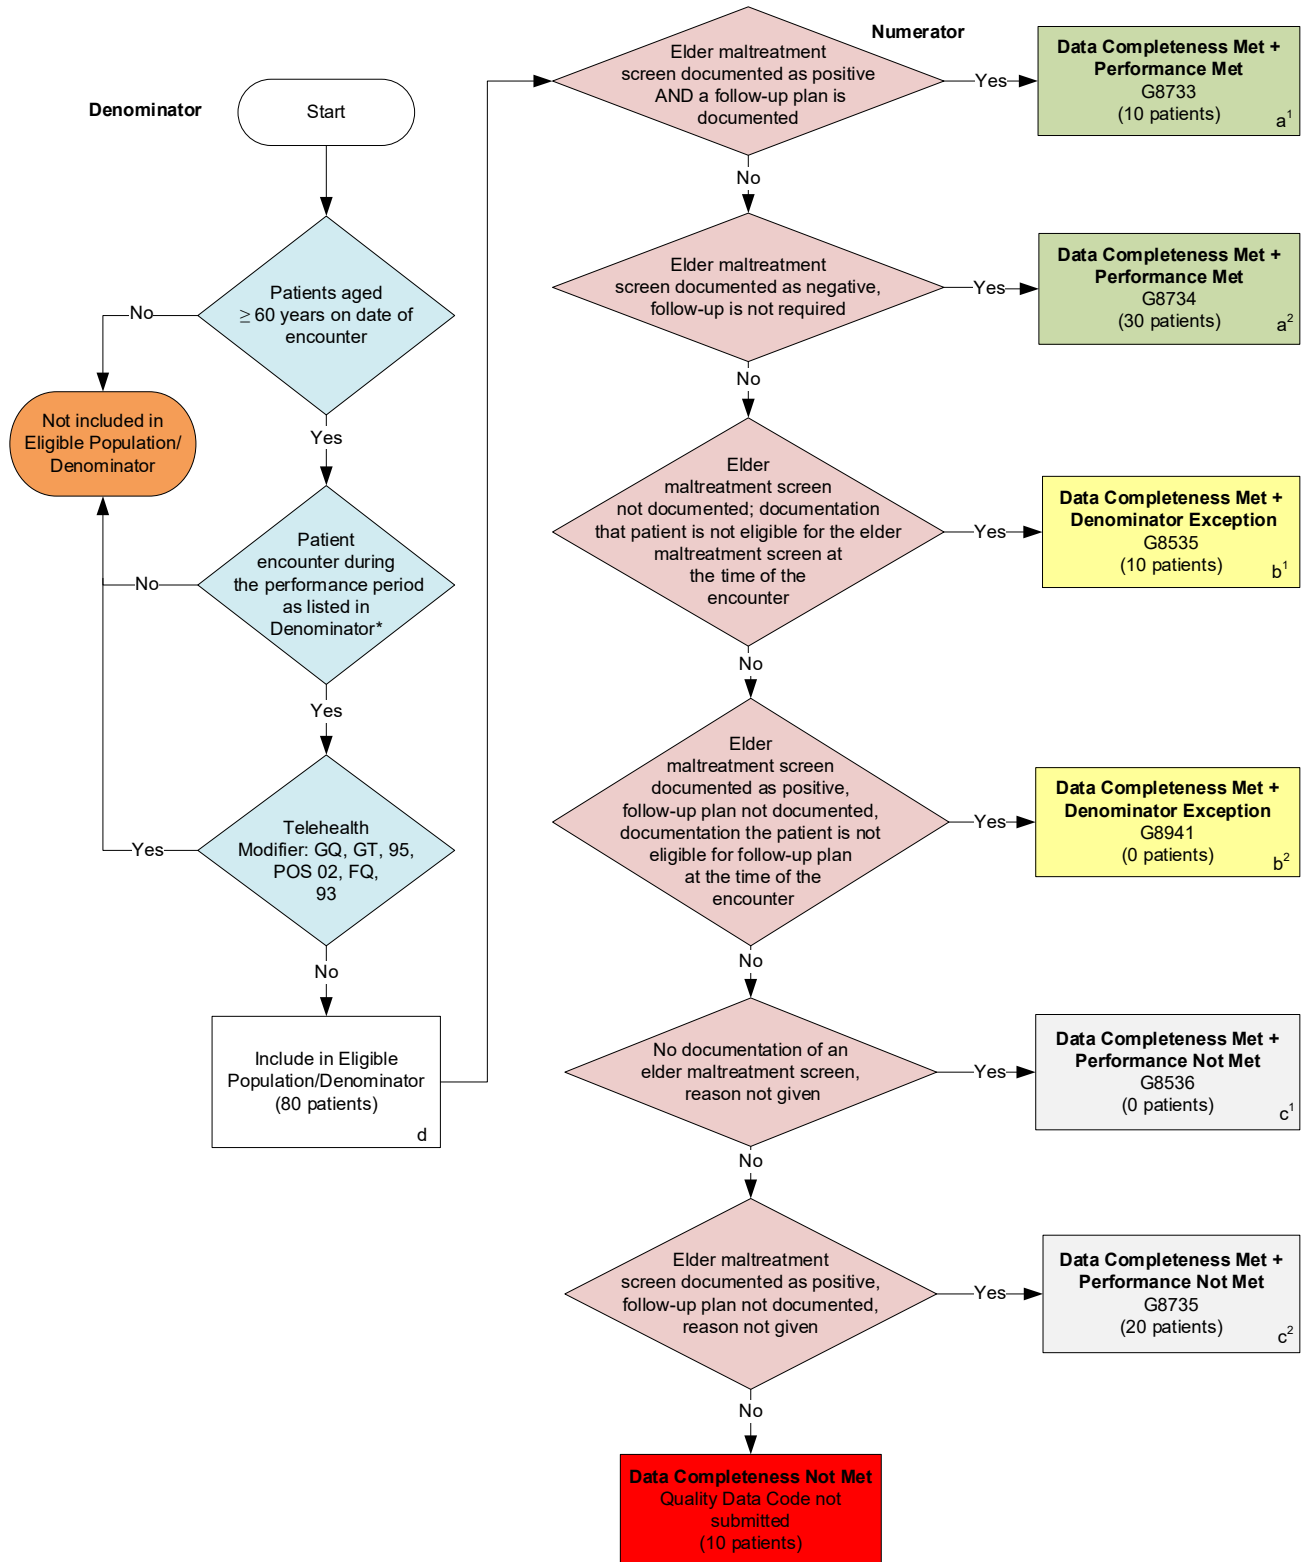 Denominator
Start
Patients aged
≥ 60 years on date of
encounter
No
Not included in
Eligible Population/
Denominator
Yes
Patient
encounter during
the performance period
as listed in
Denominator*
No
Yes
Telehealth
Modifier: GQ, GT, 95,
POS 02, FQ,
93
Yes
No
Include in Eligible
Population/Denominator
(80 patients)
d
Numerator
Elder maltreatment
screen documented as positive
AND a follow-up plan is
documented
Yes
Data Completeness Met +
Performance Met
G8733
(10 patients)
a¹
No
Elder maltreatment
screen documented as negative,
follow-up is not required
Yes
Data Completeness Met +
Performance Met
G8734
(30 patients)
a²
No
Elder
maltreatment screen
not documented; documentation
that patient is not eligible for the elder
maltreatment screen at
the time of the
encounter
Yes
Data Completeness Met +
Denominator Exception
G8535
(10 patients)
b¹
No
Elder
maltreatment screen
documented as positive,
follow-up plan not documented,
documentation the patient is not
eligible for follow-up plan
at the time of the
encounter
Yes
Data Completeness Met +
Denominator Exception
G8941
(0 patients)
b²
No
No documentation of an
elder maltreatment screen,
reason not given
Yes
Data Completeness Met +
Performance Not Met
G8536
(0 patients)
c¹
No
Elder maltreatment
screen documented as positive,
follow-up plan not documented,
reason not given
Yes
Data Completeness Met +
Performance Not Met
G8735
(20 patients)
c²
No
Data Completeness Not Met
Quality Data Code not
submitted
(10 patients)